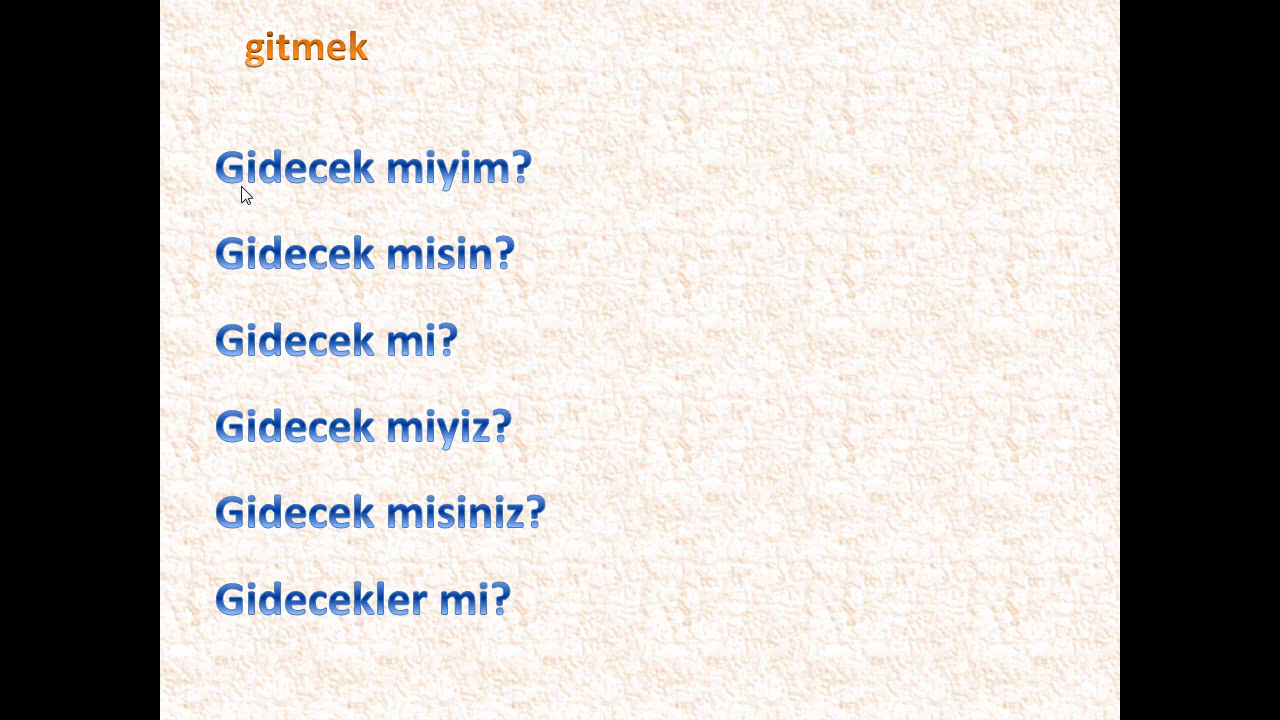 gitmek
Gidecek miyim?
Gidecek misin?
Gidecek mi?
Gidecek miyiz?
Gidecek misiniz?
Gidecekler mi?